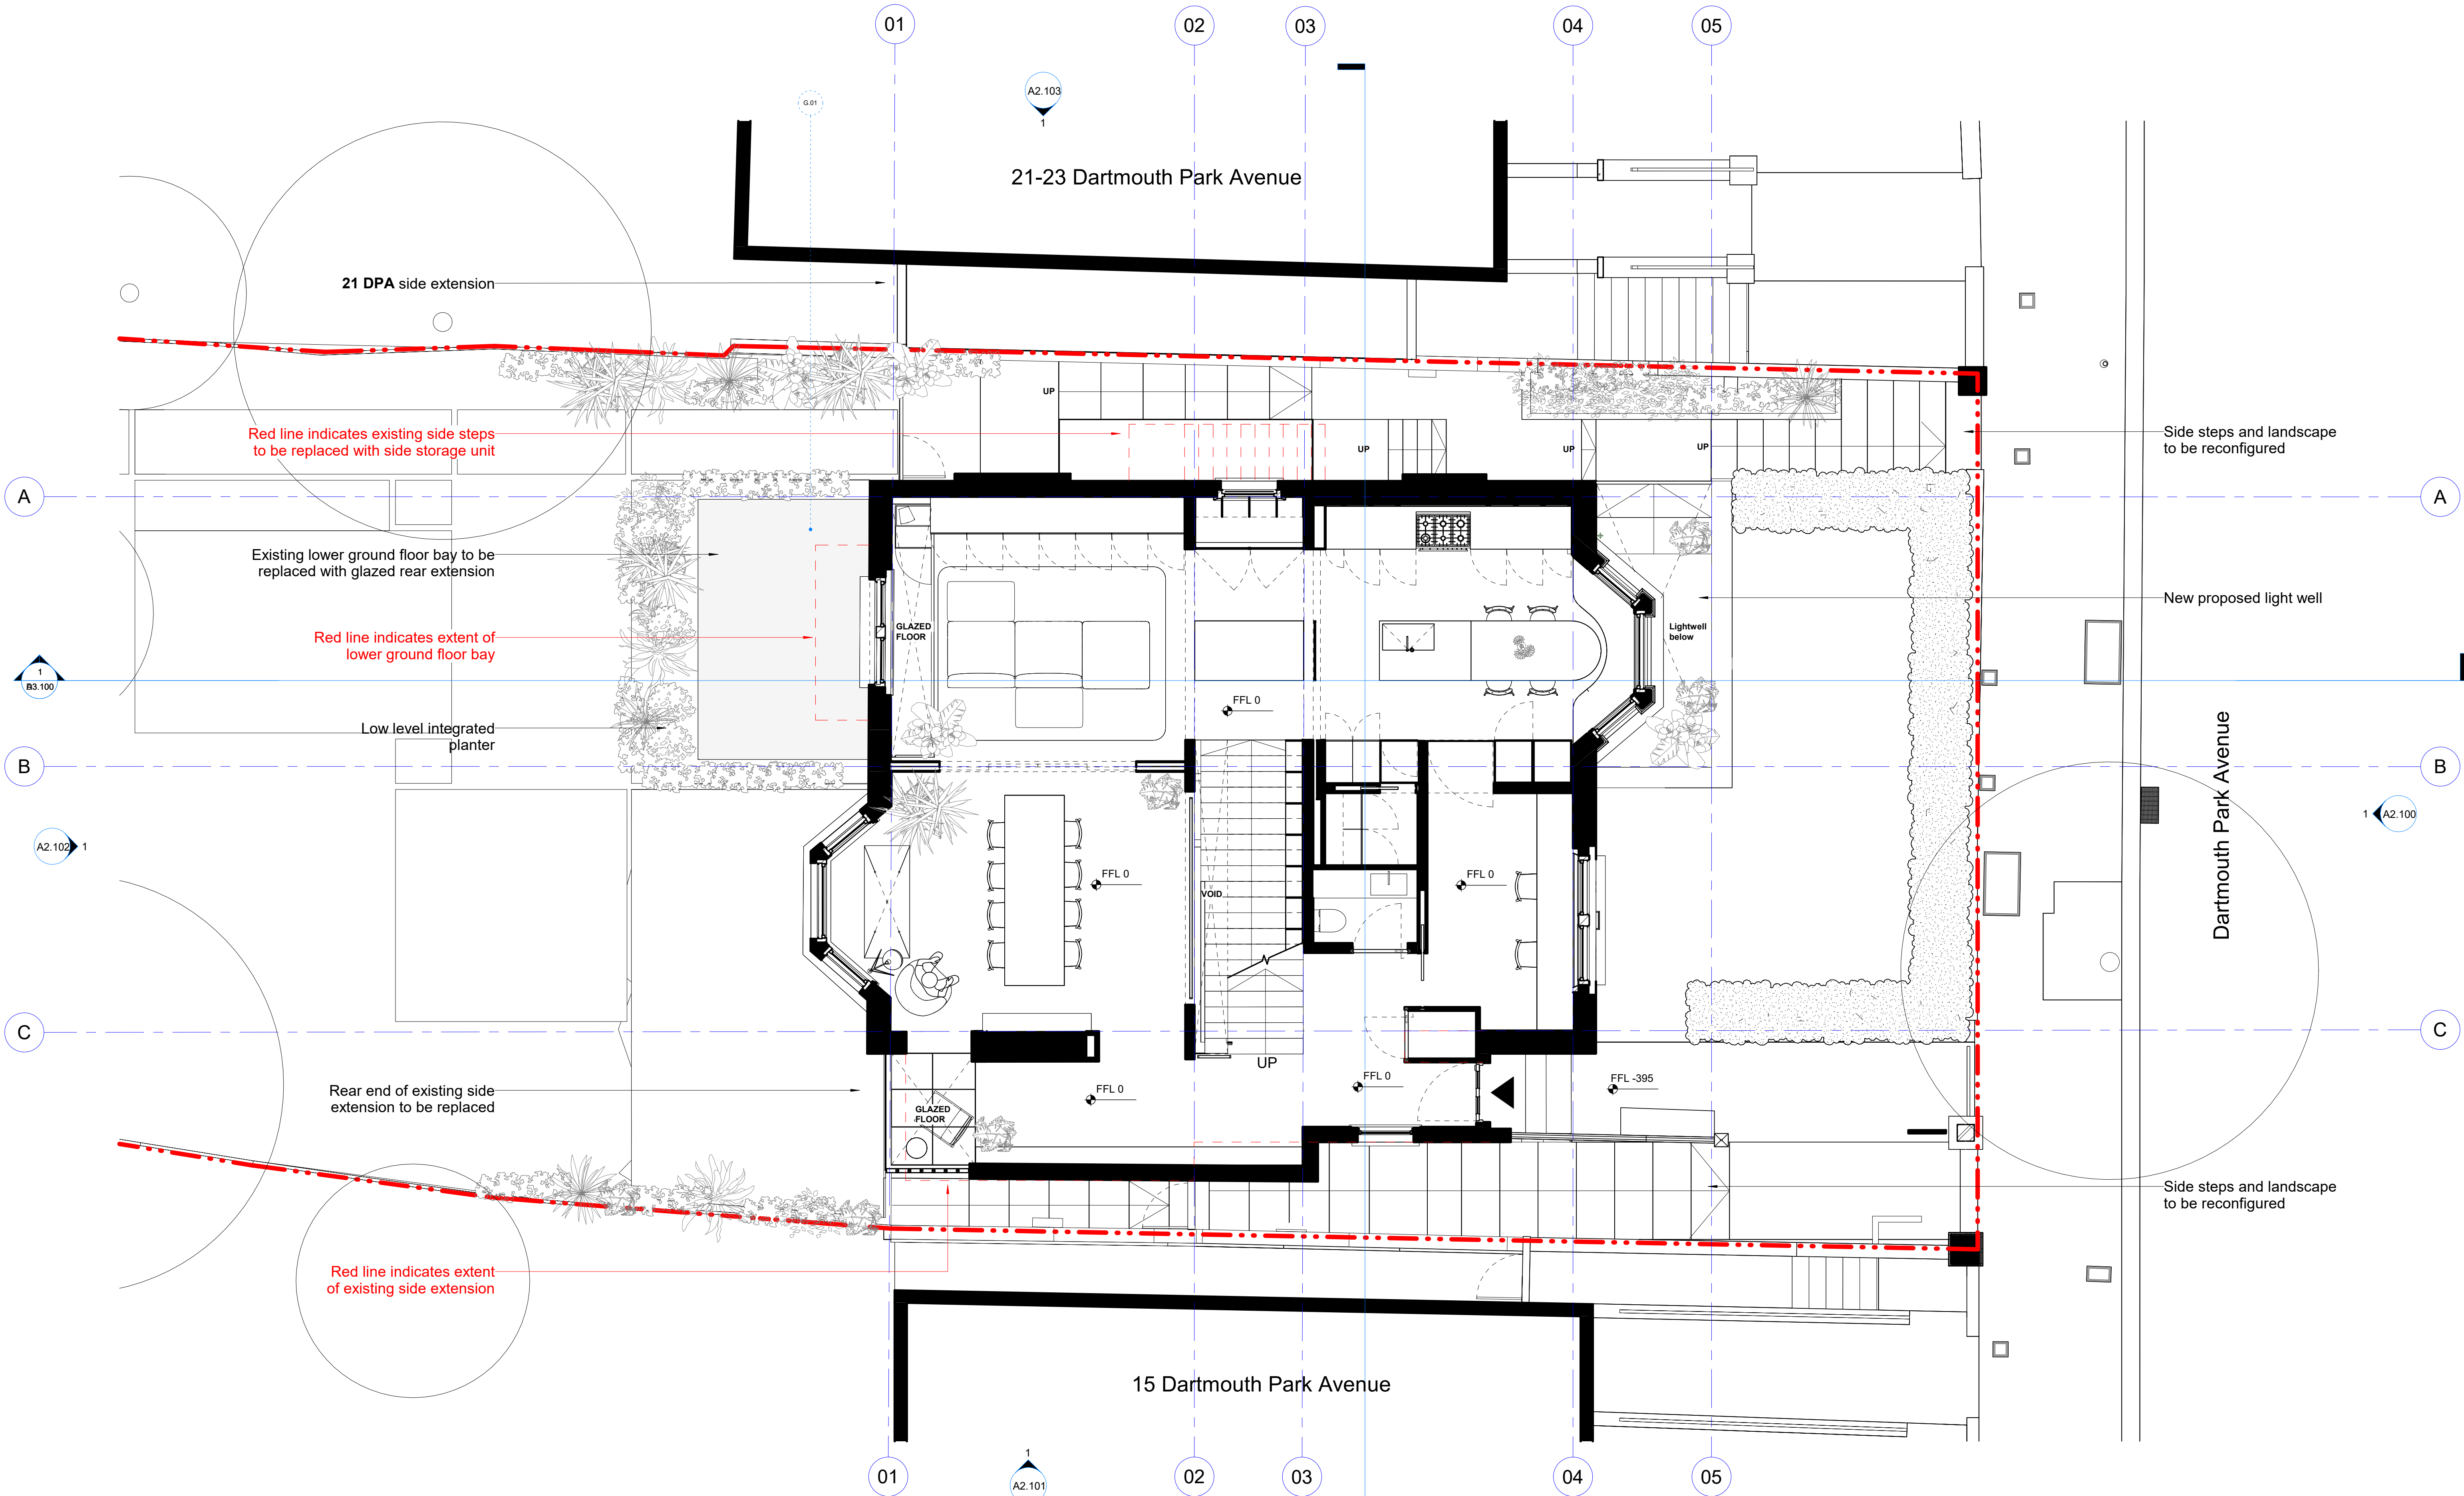 01
02
03
04
05
G.01
A2.103
1
21-23 Dartmouth Park Avenue
21 DPA side extension
UP
Red line indicates existing side steps
to be replaced with side storage unit
UP
UP
UP
Side steps and landscape
to be reconfigured
A
A
Existing lower ground floor bay to be
replaced with glazed rear extension
New proposed light well
GLAZED
FLOOR
Lightwell
below
Red line indicates extent of
lower ground floor bay
1
FFL 0
Low level integrated
planter
B
B
Dartmouth Park Avenue
A2.102
1
1
A2.100
FFL 0
FFL 0
VOID
C
C
UP
FFL 0
FFL 0
FFL -395
Rear end of existing side
extension to be replaced
GLAZED
FLOOR
Side steps and landscape
to be reconfigured
Red line indicates extent
of existing side extension
15 Dartmouth Park Avenue
1
A2.101
01
02
03
04
05